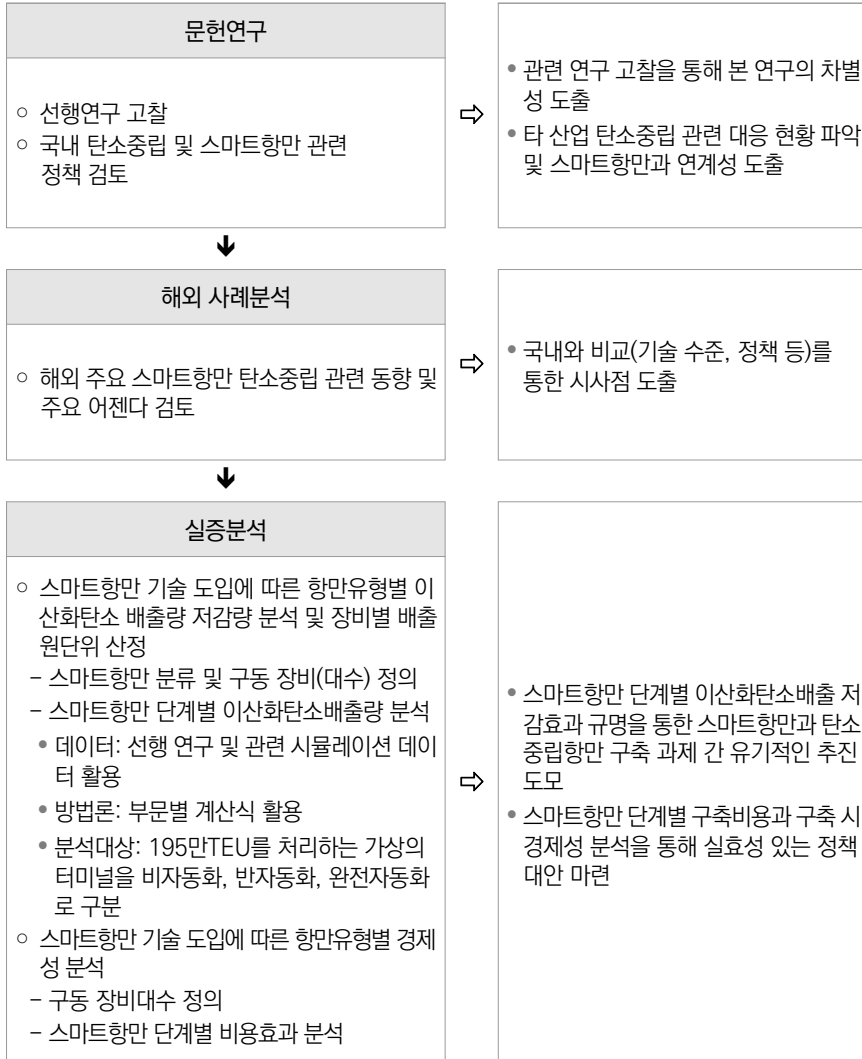 문헌연구
○ 선행연구 고찰
○ 국내 탄소중립 및 스마트항만 관련
정책 검토
⇨
• 관련 연구 고찰을 통해 본 연구의 차별
성 도출
• 타 산업 탄소중립 관련 대응 현황 파악
및 스마트항만과 연계성 도출
🡻
해외 사례분석
○ 해외 주요 스마트항만 탄소중립 관련 동향 및
주요 어젠다 검토
⇨
• 국내와 비교(기술 수준, 정책 등)를
통한 시사점 도출
🡻
실증분석
○ 스마트항만 기술 도입에 따른 항만유형별 이
산화탄소 배출량 저감량 분석 및 장비별 배출
원단위 산정
- 스마트항만 분류 및 구동 장비(대수) 정의
- 스마트항만 단계별 이산화탄소배출량 분석
• 데이터: 선행 연구 및 관련 시뮬레이션 데이
터 활용
• 방법론: 부문별 계산식 활용
• 분석대상: 195만TEU를 처리하는 가상의
터미널을 비자동화, 반자동화, 완전자동화
로 구분
○ 스마트항만 기술 도입에 따른 항만유형별 경제
성 분석
- 구동 장비대수 정의
- 스마트항만 단계별 비용효과 분석
⇨
• 스마트항만 단계별 이산화탄소배출 저
감효과 규명을 통한 스마트항만과 탄소
중립항만 구축 과제 간 유기적인 추진
도모
• 스마트항만 단계별 구축비용과 구축 시
경제성 분석을 통해 실효성 있는 정책
대안 마련